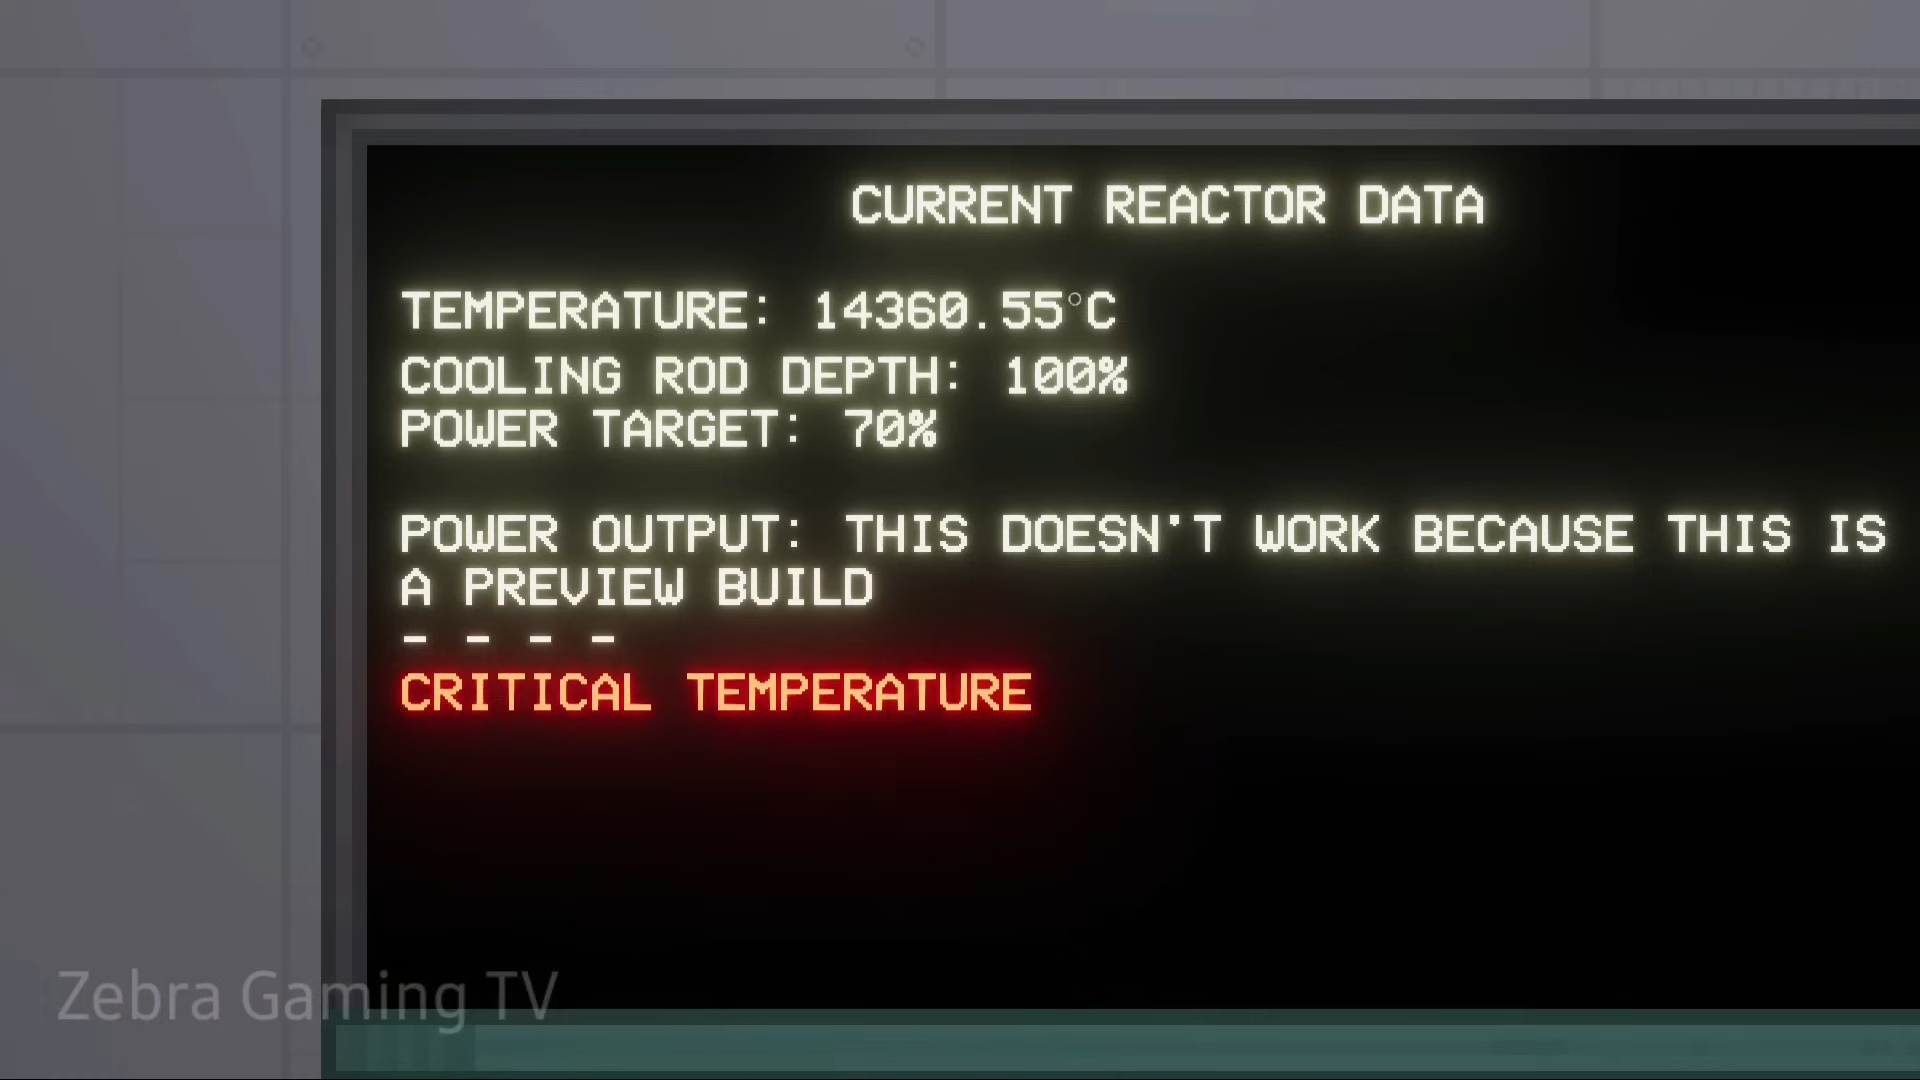 CURRENT REACTOR DATA
TEMPERATURE: 14360.55°C
COOLING ROD DEPTH: 100%
POWER TARGET: 70%
POWER OUTPUT: THIS DOESN'T WORK BECAUSE THIS IS
A PREVIEW BUILD
- - - -
CRITICAL TEMPERATURE
Zebra Gaming TV